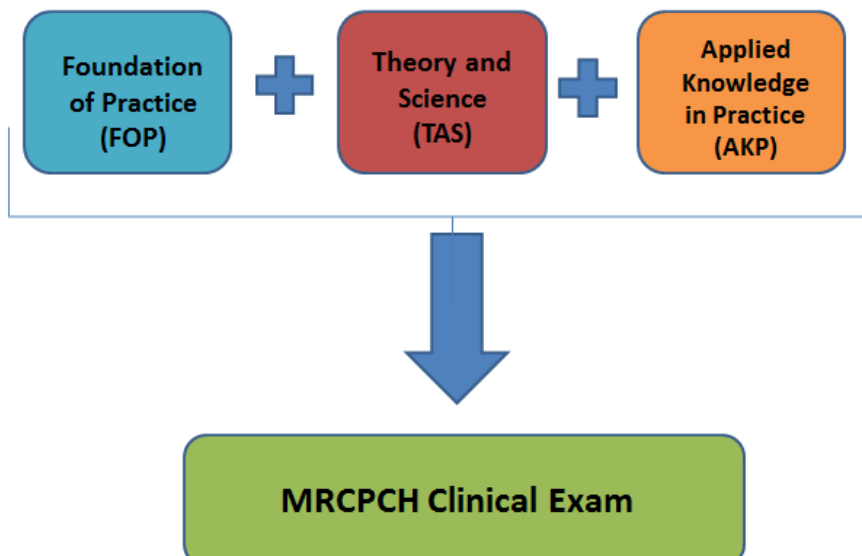 Foundation
of Practice
(FOP)
Theory and
Science
(TAS)
Applied
Knowledge
in Practice
(AKP)
MRCPCH Clinical Exam